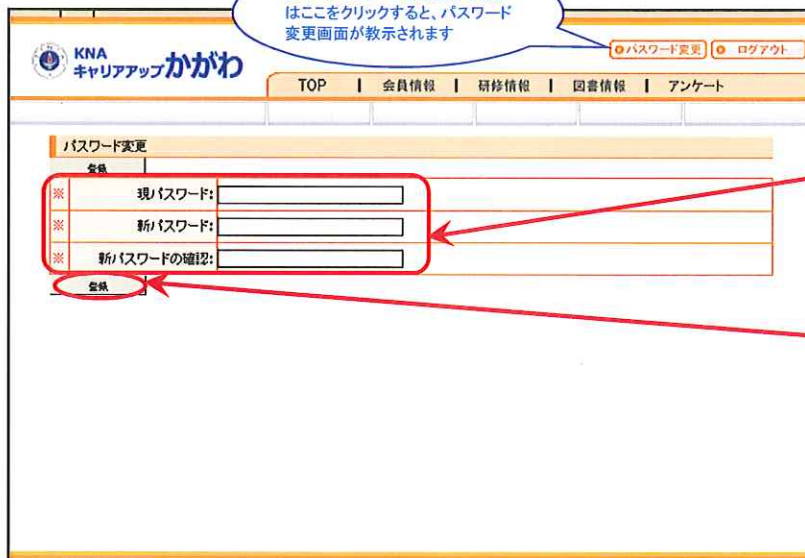 はここをクリックすると、パスワード
変更画面が教示されます
KNA
キャリアアップかがわ
パスワード変更
ログアウト
TOP | 会員情報 | 研修情報 | 図書情報 | アンケート
パスワード変更
登録
※ 現パスワード:
※ 新パスワード:
※ 新パスワードの確認:
登録